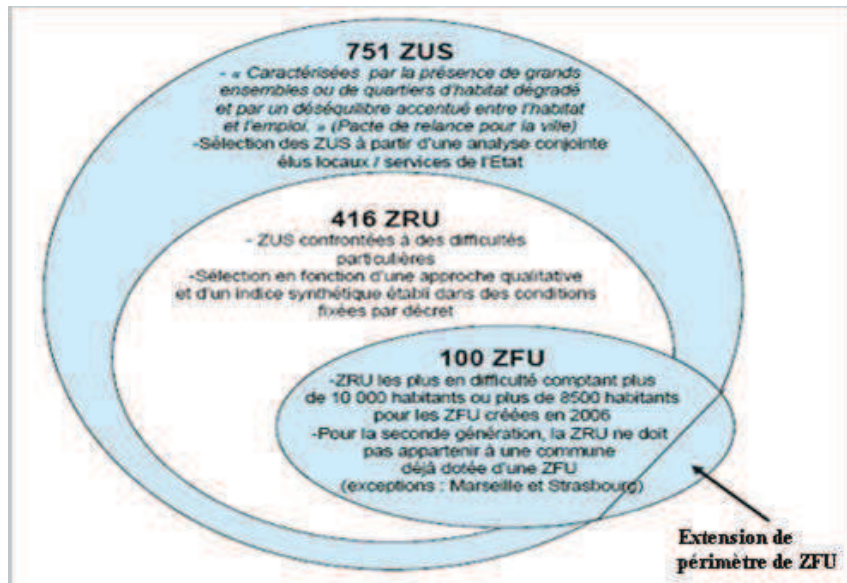 751 ZUS
- « Caractérisées par la présence de grands
ensembles ou de quartiers d'habitat dégradé
et par un déséquilibre accentué entre l'habitat
et l'emploi. » (Pacte de relance pour la ville)
-Sélection des ZUS à partir d'une analyse conjointe
élus locaux / services de l'Etat
416 ZRU
- ZUS confrontées à des difficultés
particulières
-Sélection en fonction d'une approche qualitative
et d'un indice synthétique établi dans des conditions
fixées par décret
100 ZFU
-ZRU les plus en difficulté comptant plus
de 10 000 habitants ou plus de 8500 habitants
pour les ZFU créées en 2006
-Pour la seconde génération, la ZRU ne doit
pas appartenir à une commune
déjà dotée d'une ZFU
(exceptions : Marseille et Strasbourg)
Extension de
périmètre de ZFU